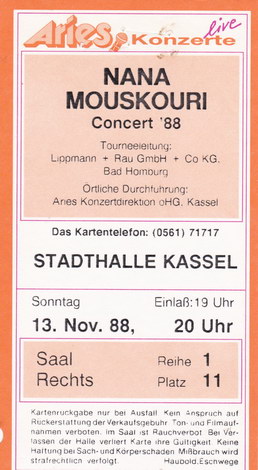 Aries Konzerte live
NANA
MOUSKOURI
Concert '88
Tourneeleitung:
Lippmann + Rau GmbH + Co KG,
Bad Homburg
Örtliche Durchführung:
Aries Konzertdirektion oHG, Kassel
Das Kartentelefon: (0561) 71717
STADTHALLE KASSEL
Sonntag Einlaß: 19 Uhr
13. Nov. 88, 20 Uhr
Saal Reihe 1
Rechts Platz 11
Kartenrückgabe nur bei Ausfall. Kein Anspruch auf
Rückerstattung der Verkaufsgebühr. Ton- und Filmauf-
nahmen verboten. Im Saal ist Rauchverbot. Bei Ver-
lassen der Halle verliert Karte ihre Gültigkeit. Keine
Haftung bei Sach- und Körperschäden. Mißbrauch wird
strafrechtlich verfolgt. Haubold, Eschwege